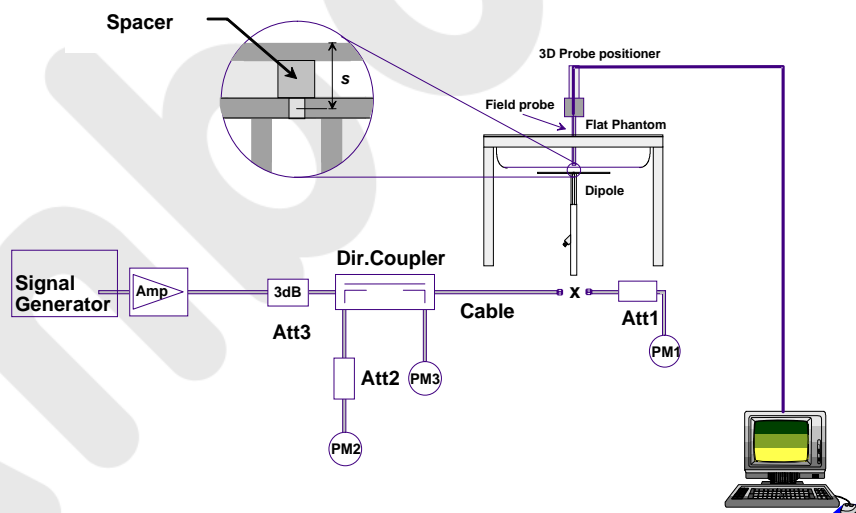 Spacer
s
3D Probe positioner
Field probe
Flat Phantom
Dipole
Dir.Coupler
Signal
Generator
Amp
3dB
Cable
x
Att3
Att1
PM1
Att2
PM3
PM2